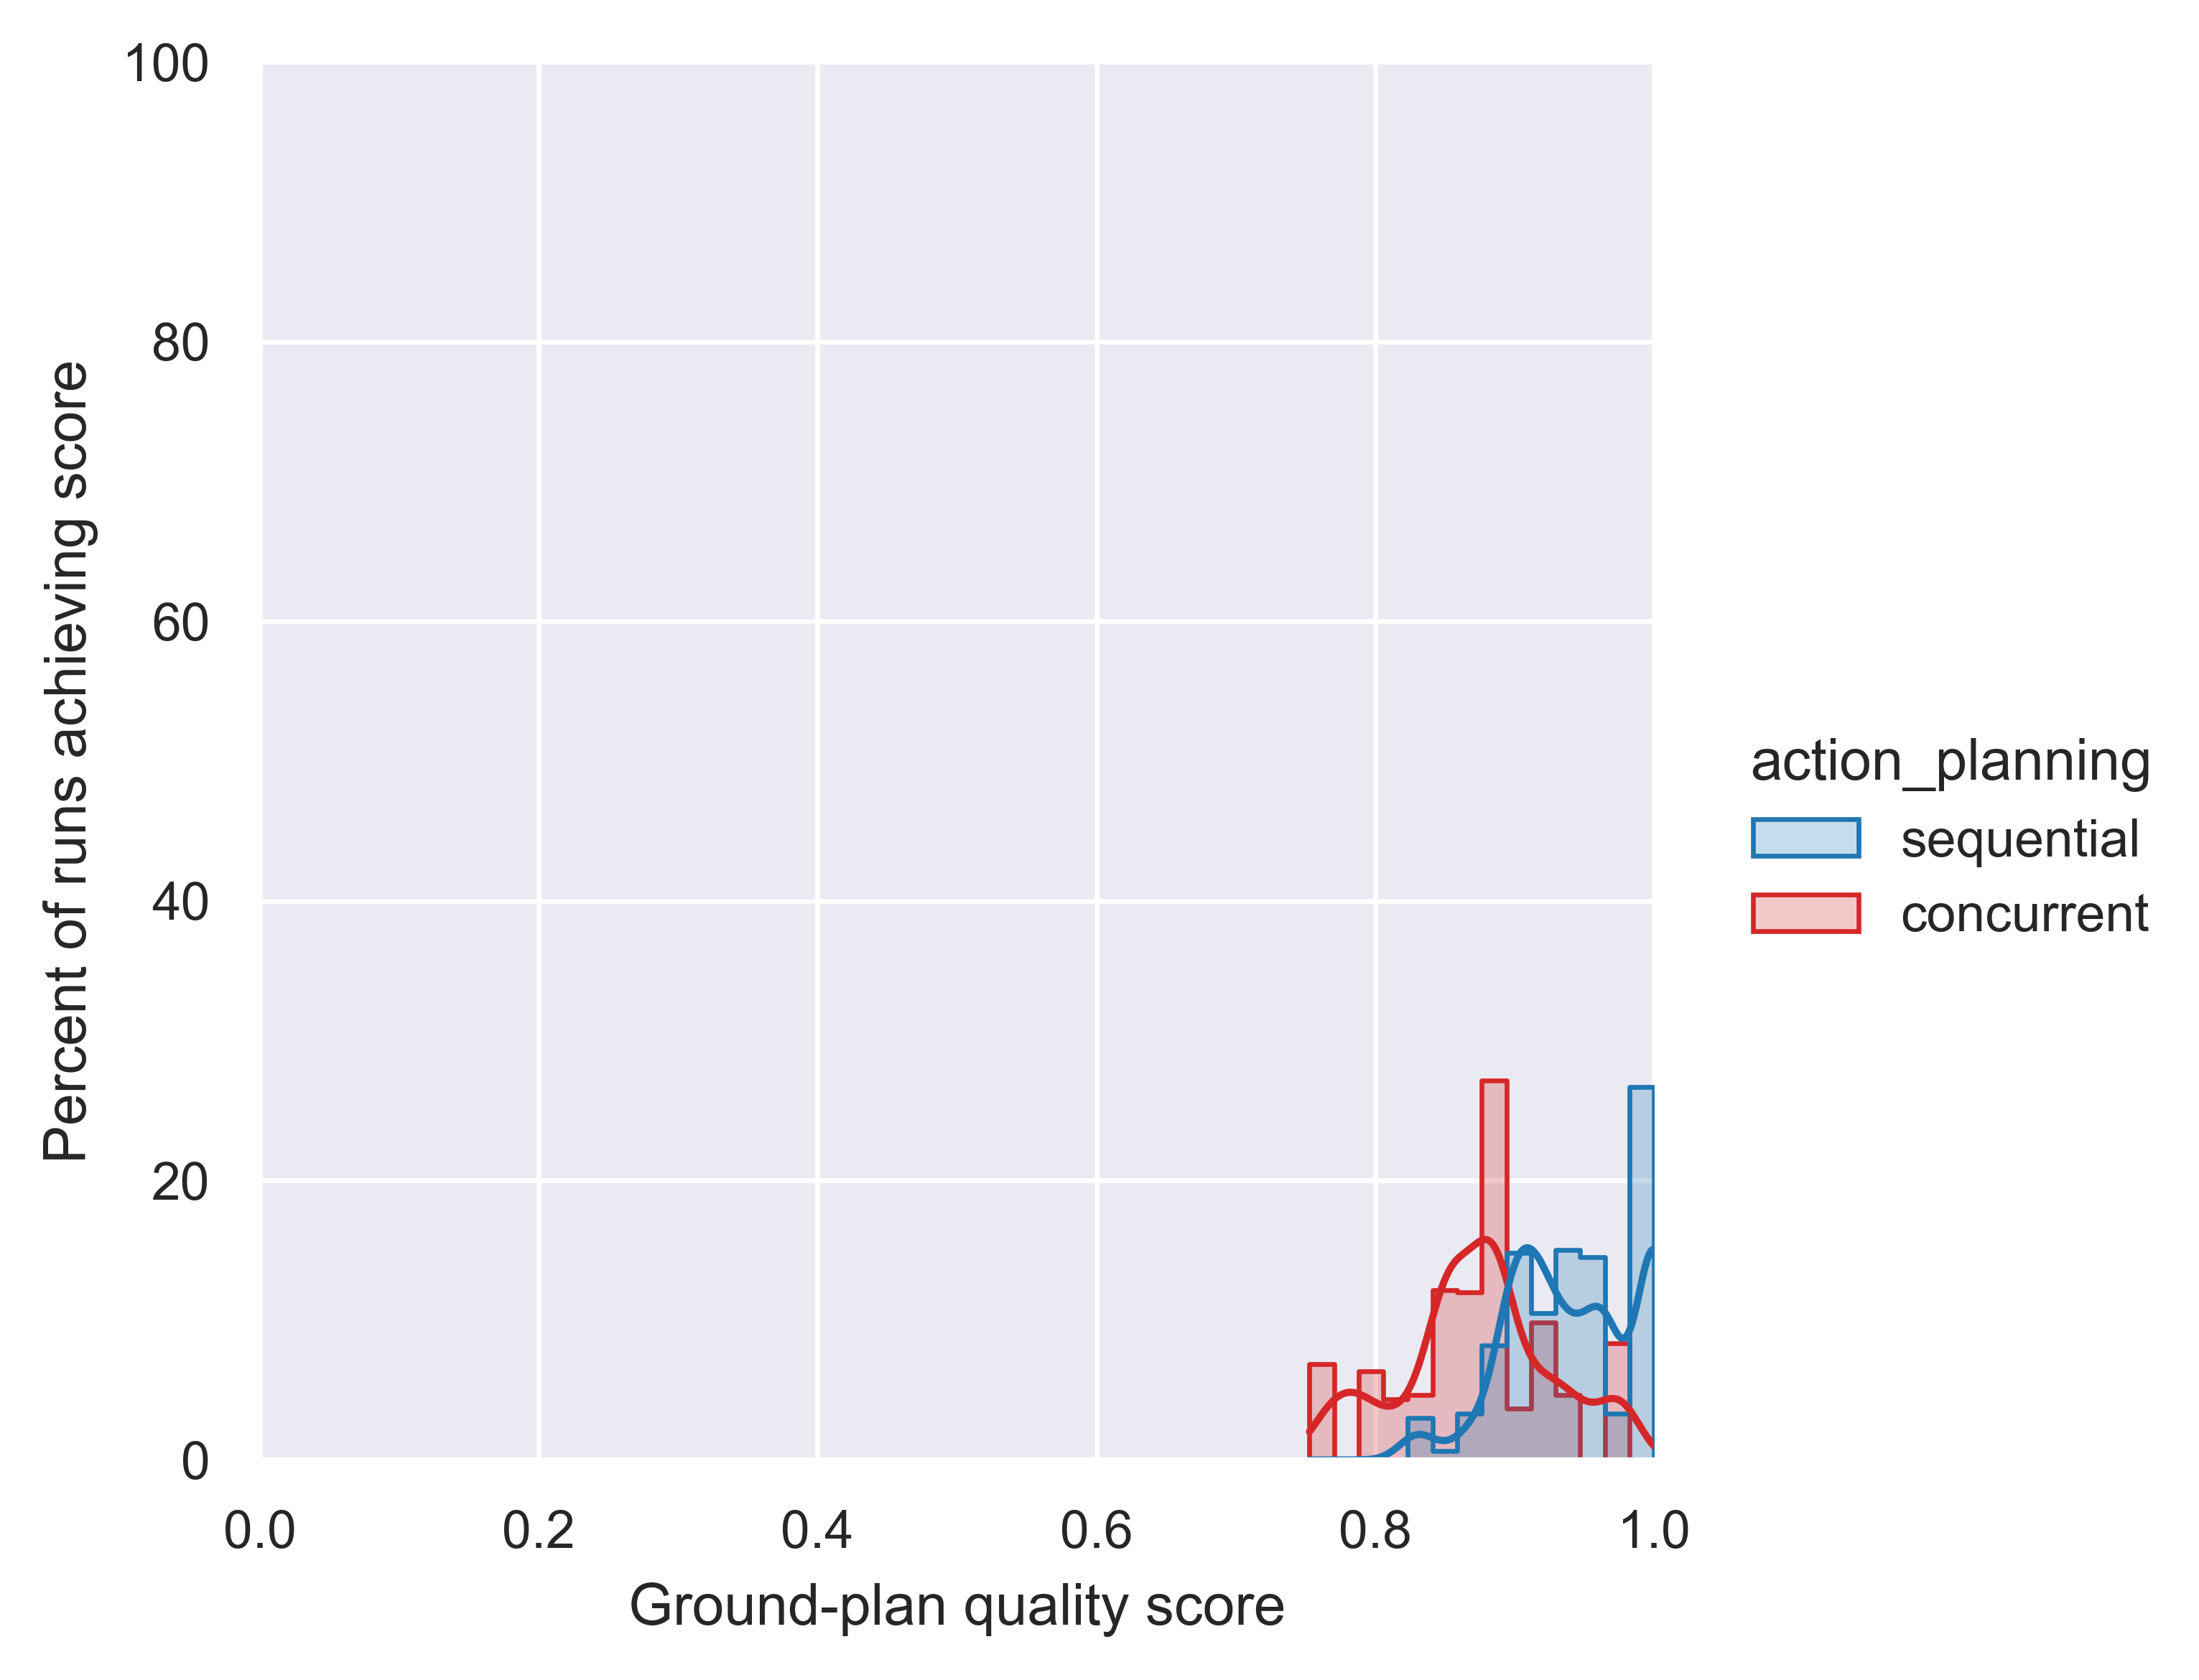 100
80
60
40
20
0
Percent of runs achieving score
0.0 0.2 0.4 0.6 0.8 1.0
Ground-plan quality score
action_planning
sequential
concurrent